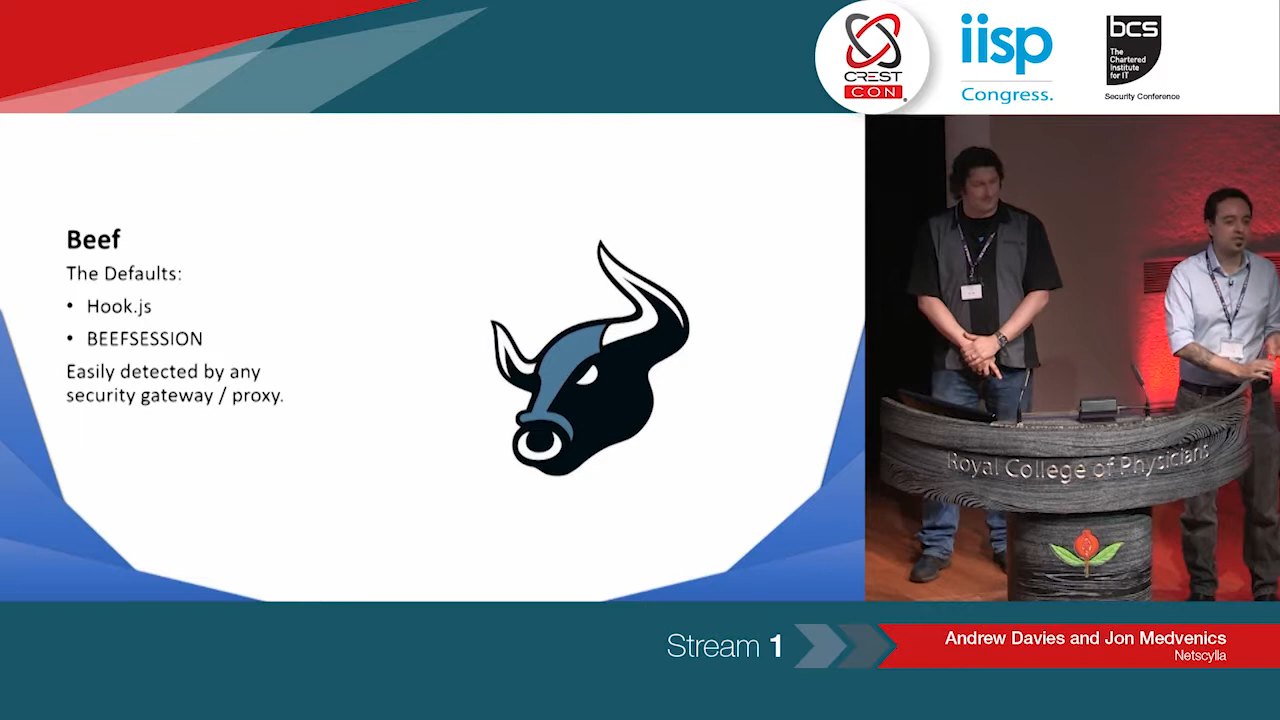 CREST
CON
iisp
Congress.
bcs
The
Chartered
Institute
for IT
Security Conference
Beef
The Defaults:
• Hook.js
• BEEFSESSION
Easily detected by any
security gateway / proxy.
Royal College of Physicians
Stream 1
Andrew Davies and Jon Medvenics
Netscylla